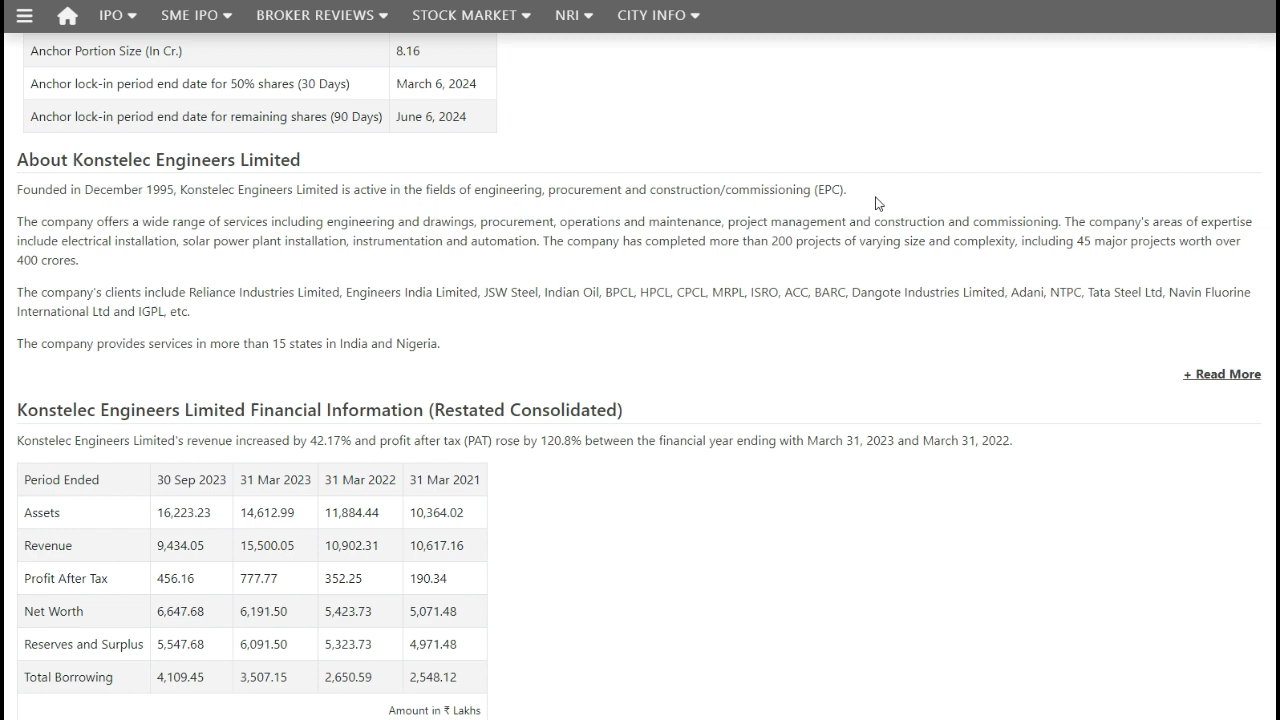 IPO SME IPO BROKER REVIEWS STOCK MARKET NRI CITY INFO
Anchor Portion Size (In Cr.) 8.16
Anchor lock-in period end date for 50% shares (30 Days) March 6, 2024
Anchor lock-in period end date for remaining shares (90 Days) June 6, 2024
About Konstelec Engineers Limited
Founded in December 1995, Konstelec Engineers Limited is active in the fields of engineering, procurement and construction/commissioning (EPC).
The company offers a wide range of services including engineering and drawings, procurement, operations and maintenance, project management and construction and commissioning. The company's areas of expertise
include electrical installation, solar power plant installation, instrumentation and automation. The company has completed more than 200 projects of varying size and complexity, including 45 major projects worth over
400 crores.
The company's clients include Reliance Industries Limited, Engineers India Limited, JSW Steel, Indian Oil, BPCL, HPCL, CPCL, MRPL, ISRO, ACC, BARC, Dangote Industries Limited, Adani, NTPC, Tata Steel Ltd, Navin Fluorine
International Ltd and IGPL, etc.
The company provides services in more than 15 states in India and Nigeria.
+ Read More
Konstelec Engineers Limited Financial Information (Restated Consolidated)
Konstelec Engineers Limited's revenue increased by 42.17% and profit after tax (PAT) rose by 120.8% between the financial year ending with March 31, 2023 and March 31, 2022.
Period Ended 30 Sep 2023 31 Mar 2023 31 Mar 2022 31 Mar 2021
Assets 16,223.23 14,612.99 11,884.44 10,364.02
Revenue 9,434.05 15,500.05 10,902.31 10,617.16
Profit After Tax 456.16 777.77 352.25 190.34
Net Worth 6,647.68 6,191.50 5,423.73 5,071.48
Reserves and Surplus 5,547.68 6,091.50 5,323.73 4,971.48
Total Borrowing 4,109.45 3,507.15 2,650.59 2,548.12
Amount in ₹ Lakhs